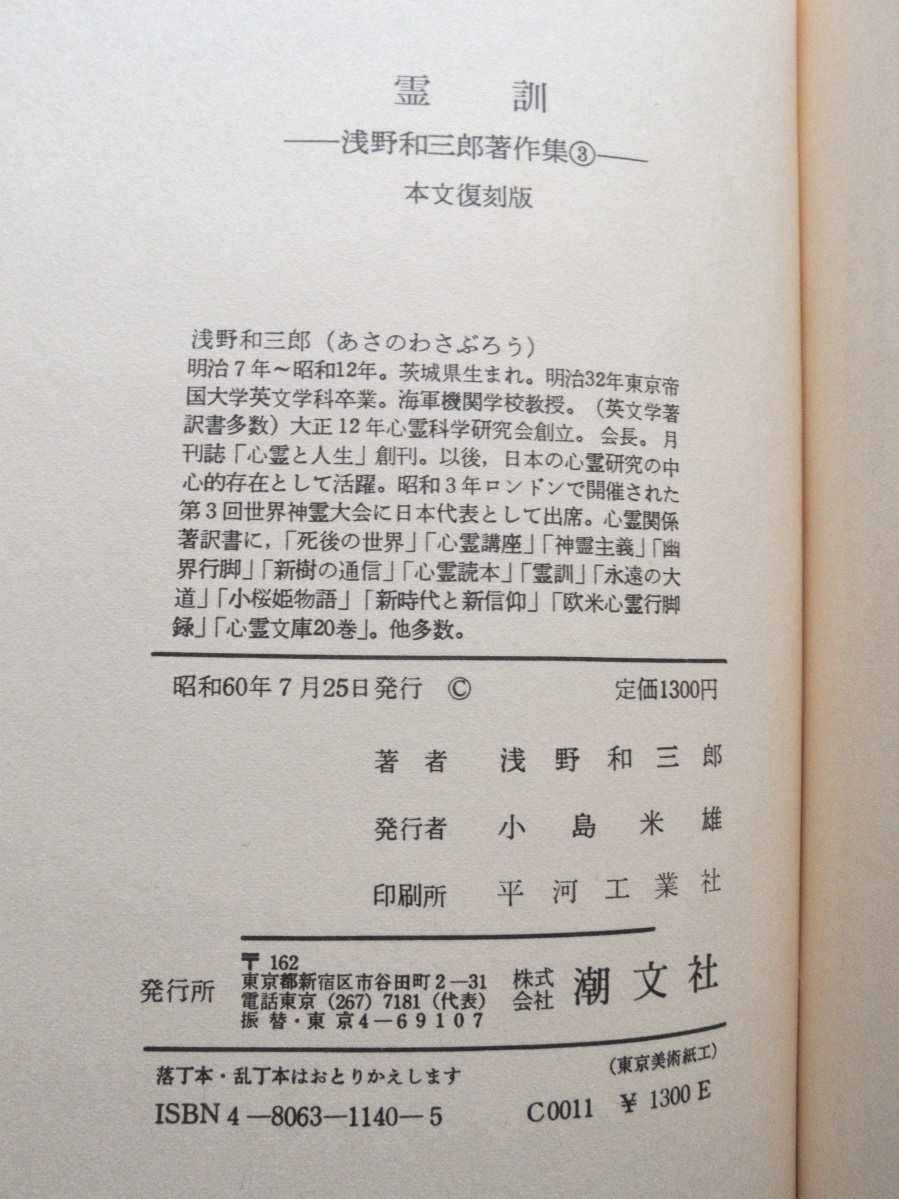 霊訓
——浅野和三郎著作集③——
本文復刻版
浅野和三郎（あさのわさぶろう）
明治7年～昭和12年。茨城県生まれ。明治32年東京帝
国大学英文学科卒業。海軍機関学校教授。（英文学著
訳書多数）大正12年心霊科学研究会創立。会長。月
刊誌「心霊と人生」創刊。以後，日本の心霊研究の中
心的存在として活躍。昭和3年ロンドンで開催された
第3回世界神霊大会に日本代表として出席。心霊関係
著訳書に，「死後の世界」「心霊講座」「神霊主義」「幽
界行脚」「新樹の通信」「心霊読本」「霊訓」「永遠の大
道」「小桜姫物語」「新時代と新信仰」「欧米心霊行脚
録」「心霊文庫20巻」。他多数。
昭和60年7月25日発行 © 定価1300円
著者 浅野和三郎
発行者 小島米雄
印刷所 平河工業社
発行所
〒162
東京都新宿区市谷田町2—31
電話東京（267）7181（代表）
振替・東京4—69107
株式会社 潮文社
落丁本・乱丁本はおとりかえします
（東京美術紙工）
ISBN4—8063—1140—5 C0011 ¥1300E